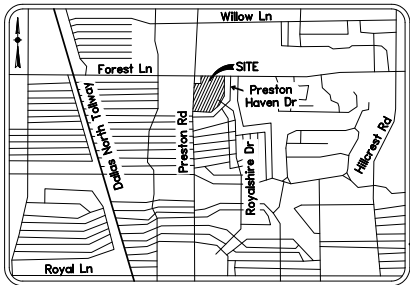 Willow Ln
SITE
Forest Ln
Preston
Haven Dr
Dallas North Tollway
Preston Rd
Royalshire Dr
Hillcrest Rd
Royal Ln